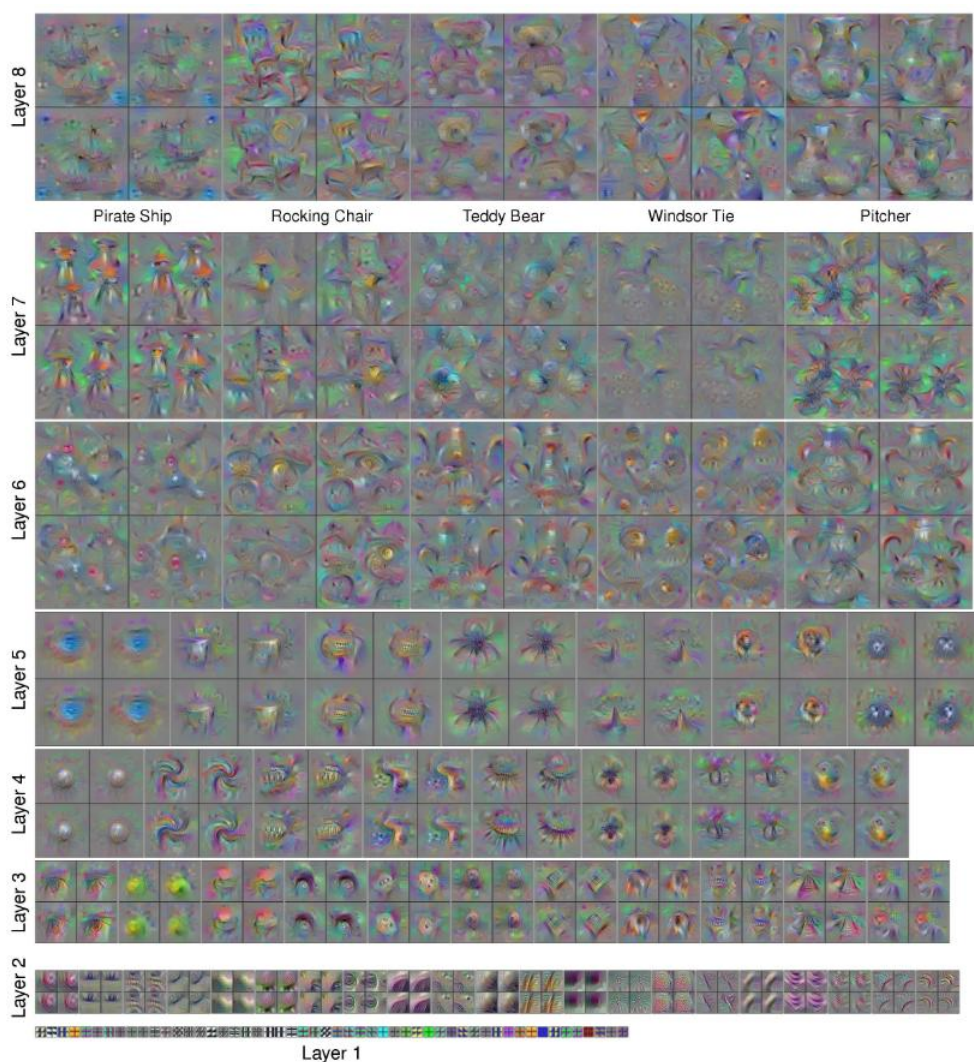 Layer 8
Pirate Ship Rocking Chair Teddy Bear Windsor Tie Pitcher
Layer 7
Layer 6
Layer 5
Layer 4
Layer 3
Layer 2
Layer 1